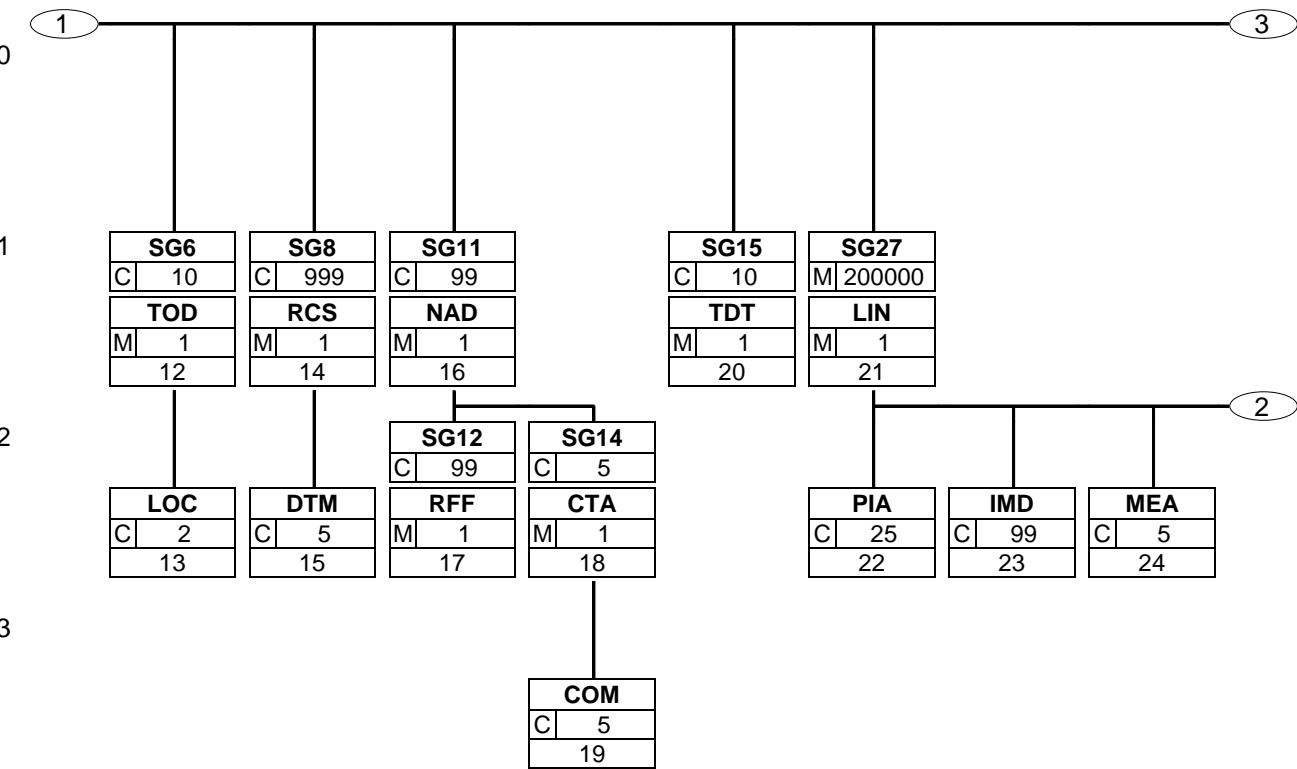 1 3
0
1
SG6 SG8 SG11 SG15 SG27
C 10 C 999 C 99 C 10 M 200000
TOD RCS NAD TDT LIN
M 1 M 1 M 1 M 1 M 1
12 14 16 20 21
2
2
SG12 SG14
C 99 C 5
LOC DTM RFF CTA PIA IMD MEA
C 2 C 5 M 1 M 1 C 25 C 99 C 5
13 15 17 18 22 23 24
3
COM
C 5
19